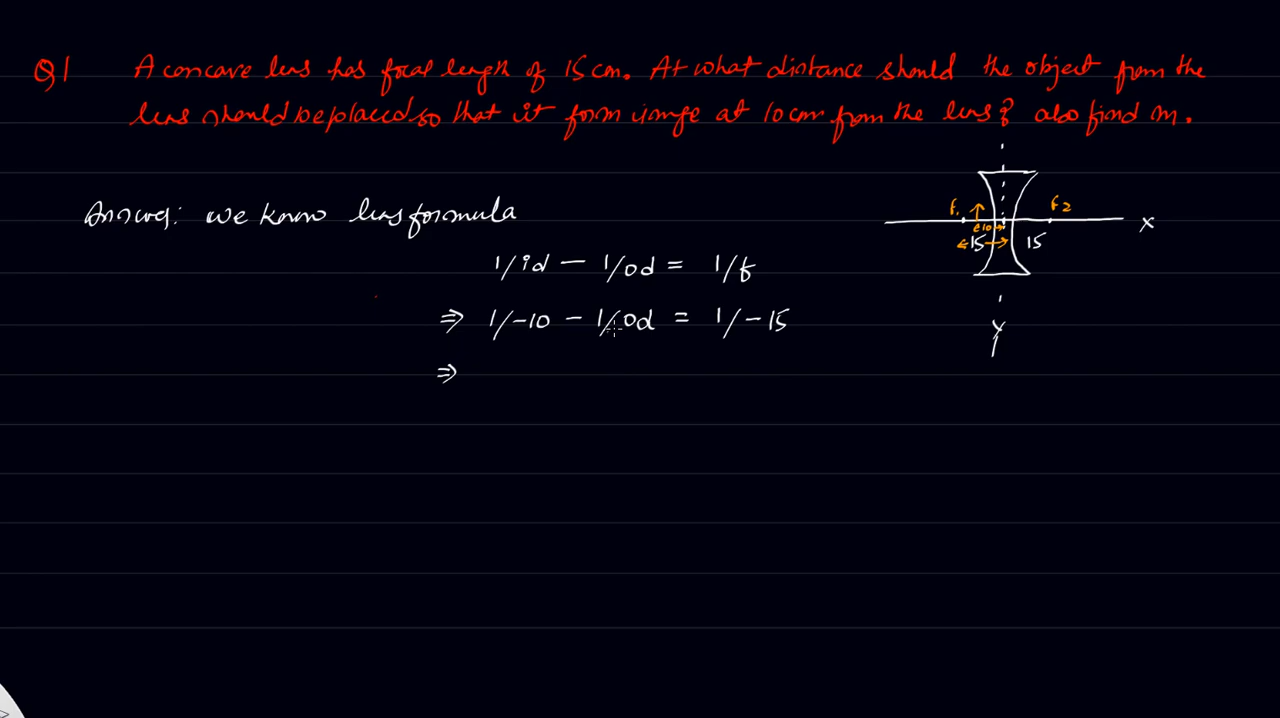 Q1 A concave lens has focal length of 15 cm. At what distance should the object from the
lens should be placed so that it form image at 10 cm from the lens? also find m.
Answer: we know lens formula
1/id - 1/od = 1/f
⇒ 1/-10 - 1/od = 1/-15
⇒
F1 F2
X
10
15 15
Y